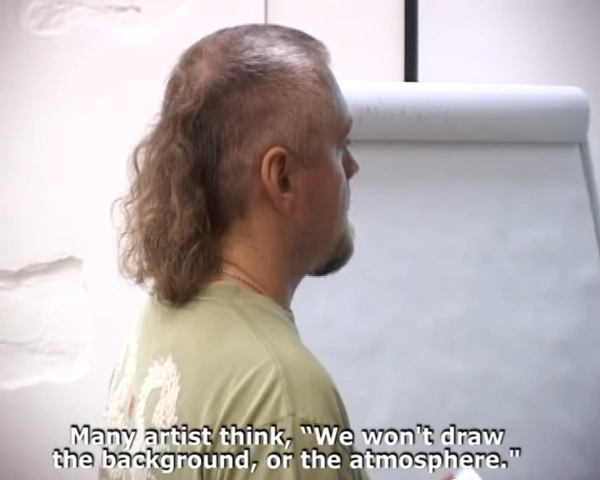 Many artist think, “We won't draw
the background, or the atmosphere."